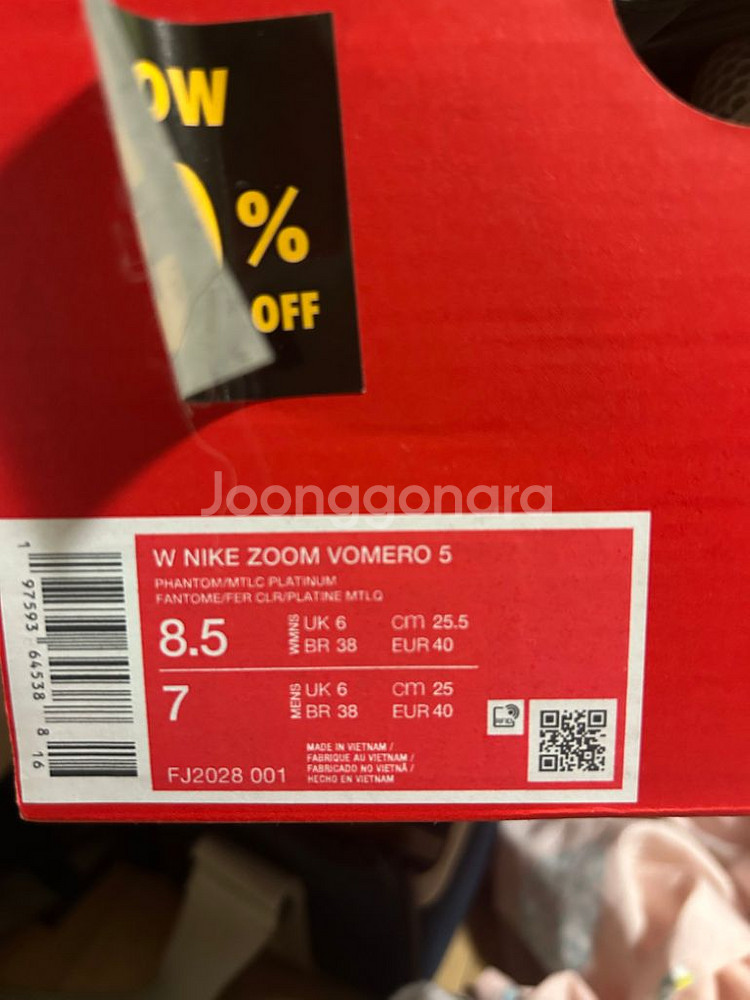 OW
%
OFF
Joonggonara
W NIKE ZOOM VOMERO 5
PHANTOM/MTLC PLATINUM
FANTOME/FER CLR/PLATINE MTLQ
8.5 WMNS UK 6 cm 25.5
BR 38 EUR 40
7 MENS UK 6 cm 25
BR 38 EUR 40
FJ2028 001
MADE IN VIETNAM /
FABRIQUE AU VIETNAM /
FABRICADO NO VIETNÃ /
HECHO EN VIETNAM
RFID
1 97593 64538 8 16